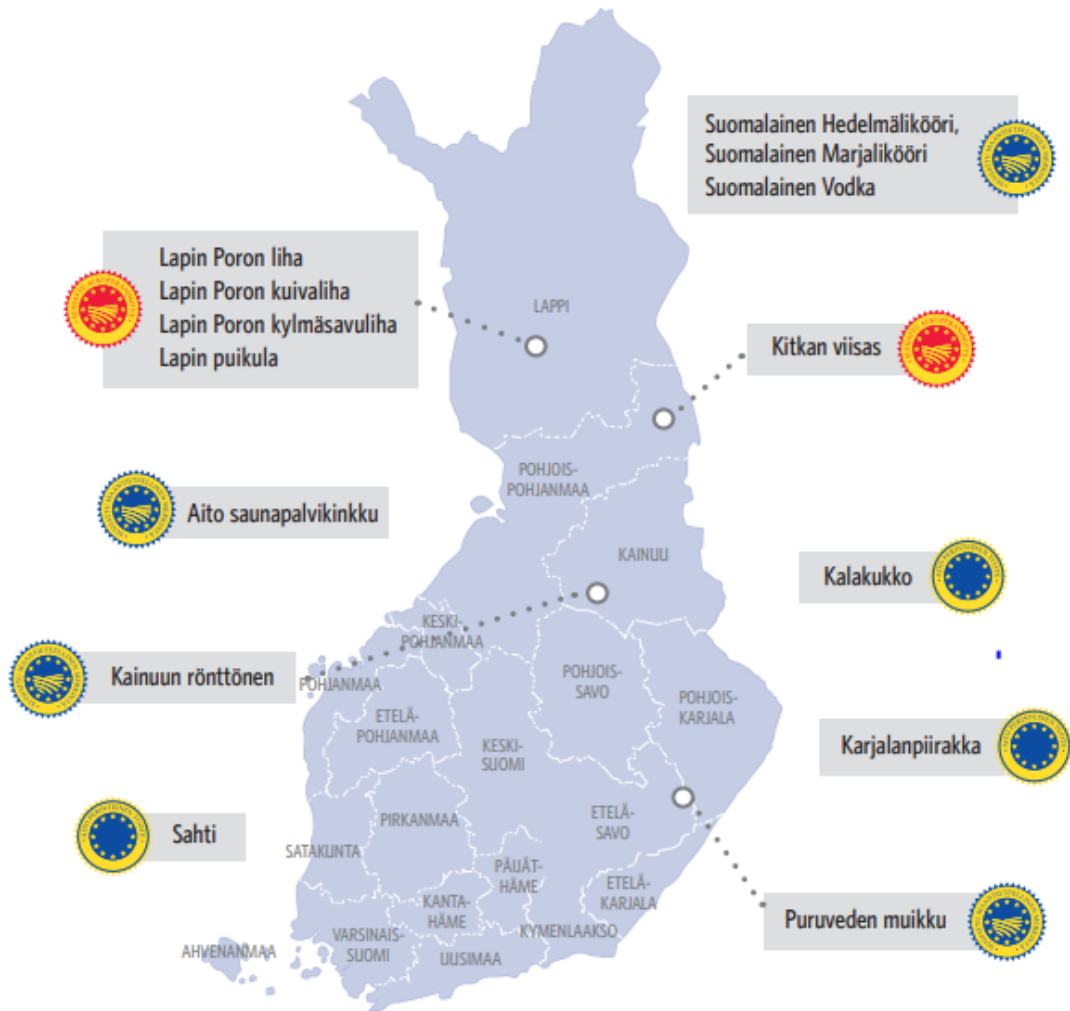 Suomalainen Hedelmälikööri,
Suomalainen Marjalikööri
Suomalainen Vodka
Lapin Poron liha
Lapin Poron kuivaliha
Lapin Poron kylmäsavuliha
Lapin puikula
LAPPI
Kitkan viisas
POHJOIS-
POHJANMAA
Aito saunapalvikinkku
KAINUU
Kalakukko
KESKI-
POHJANMAA
Kainuun rönttönen
POHJANMAA
POHJOIS-
SAVO
POHJOIS-
KARJALA
ETELÄ-
POHJANMAA
KESKI-
SUOMI
Karjalanpiirakka
Sahti
PIRKANMAA
ETELÄ-
SAVO
SATAKUNTA
PÄIJÄT-
HÄME
ETELÄ-
KARJALA
KANTA-
HÄME
Puruveden muikku
KYMENLAAKSO
VARSINAIS-
SUOMI
AHVENANMAA
UUSIMAA